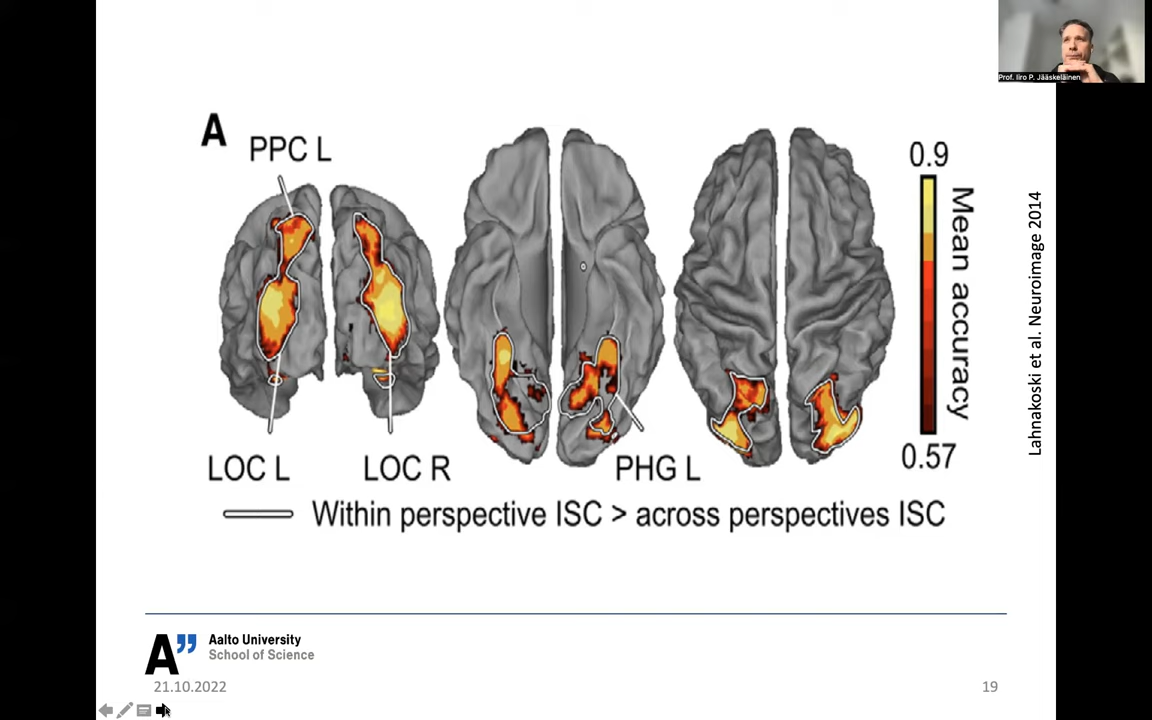 Prof. Iiro P. Jääskeläinen
A
PPC L
0.9
Mean accuracy
0.57
LOC L
LOC R
PHG L
Within perspective ISC > across perspectives ISC
Lahnakoski et al. Neuroimage 2014
A”
Aalto University
School of Science
21.10.2022
19